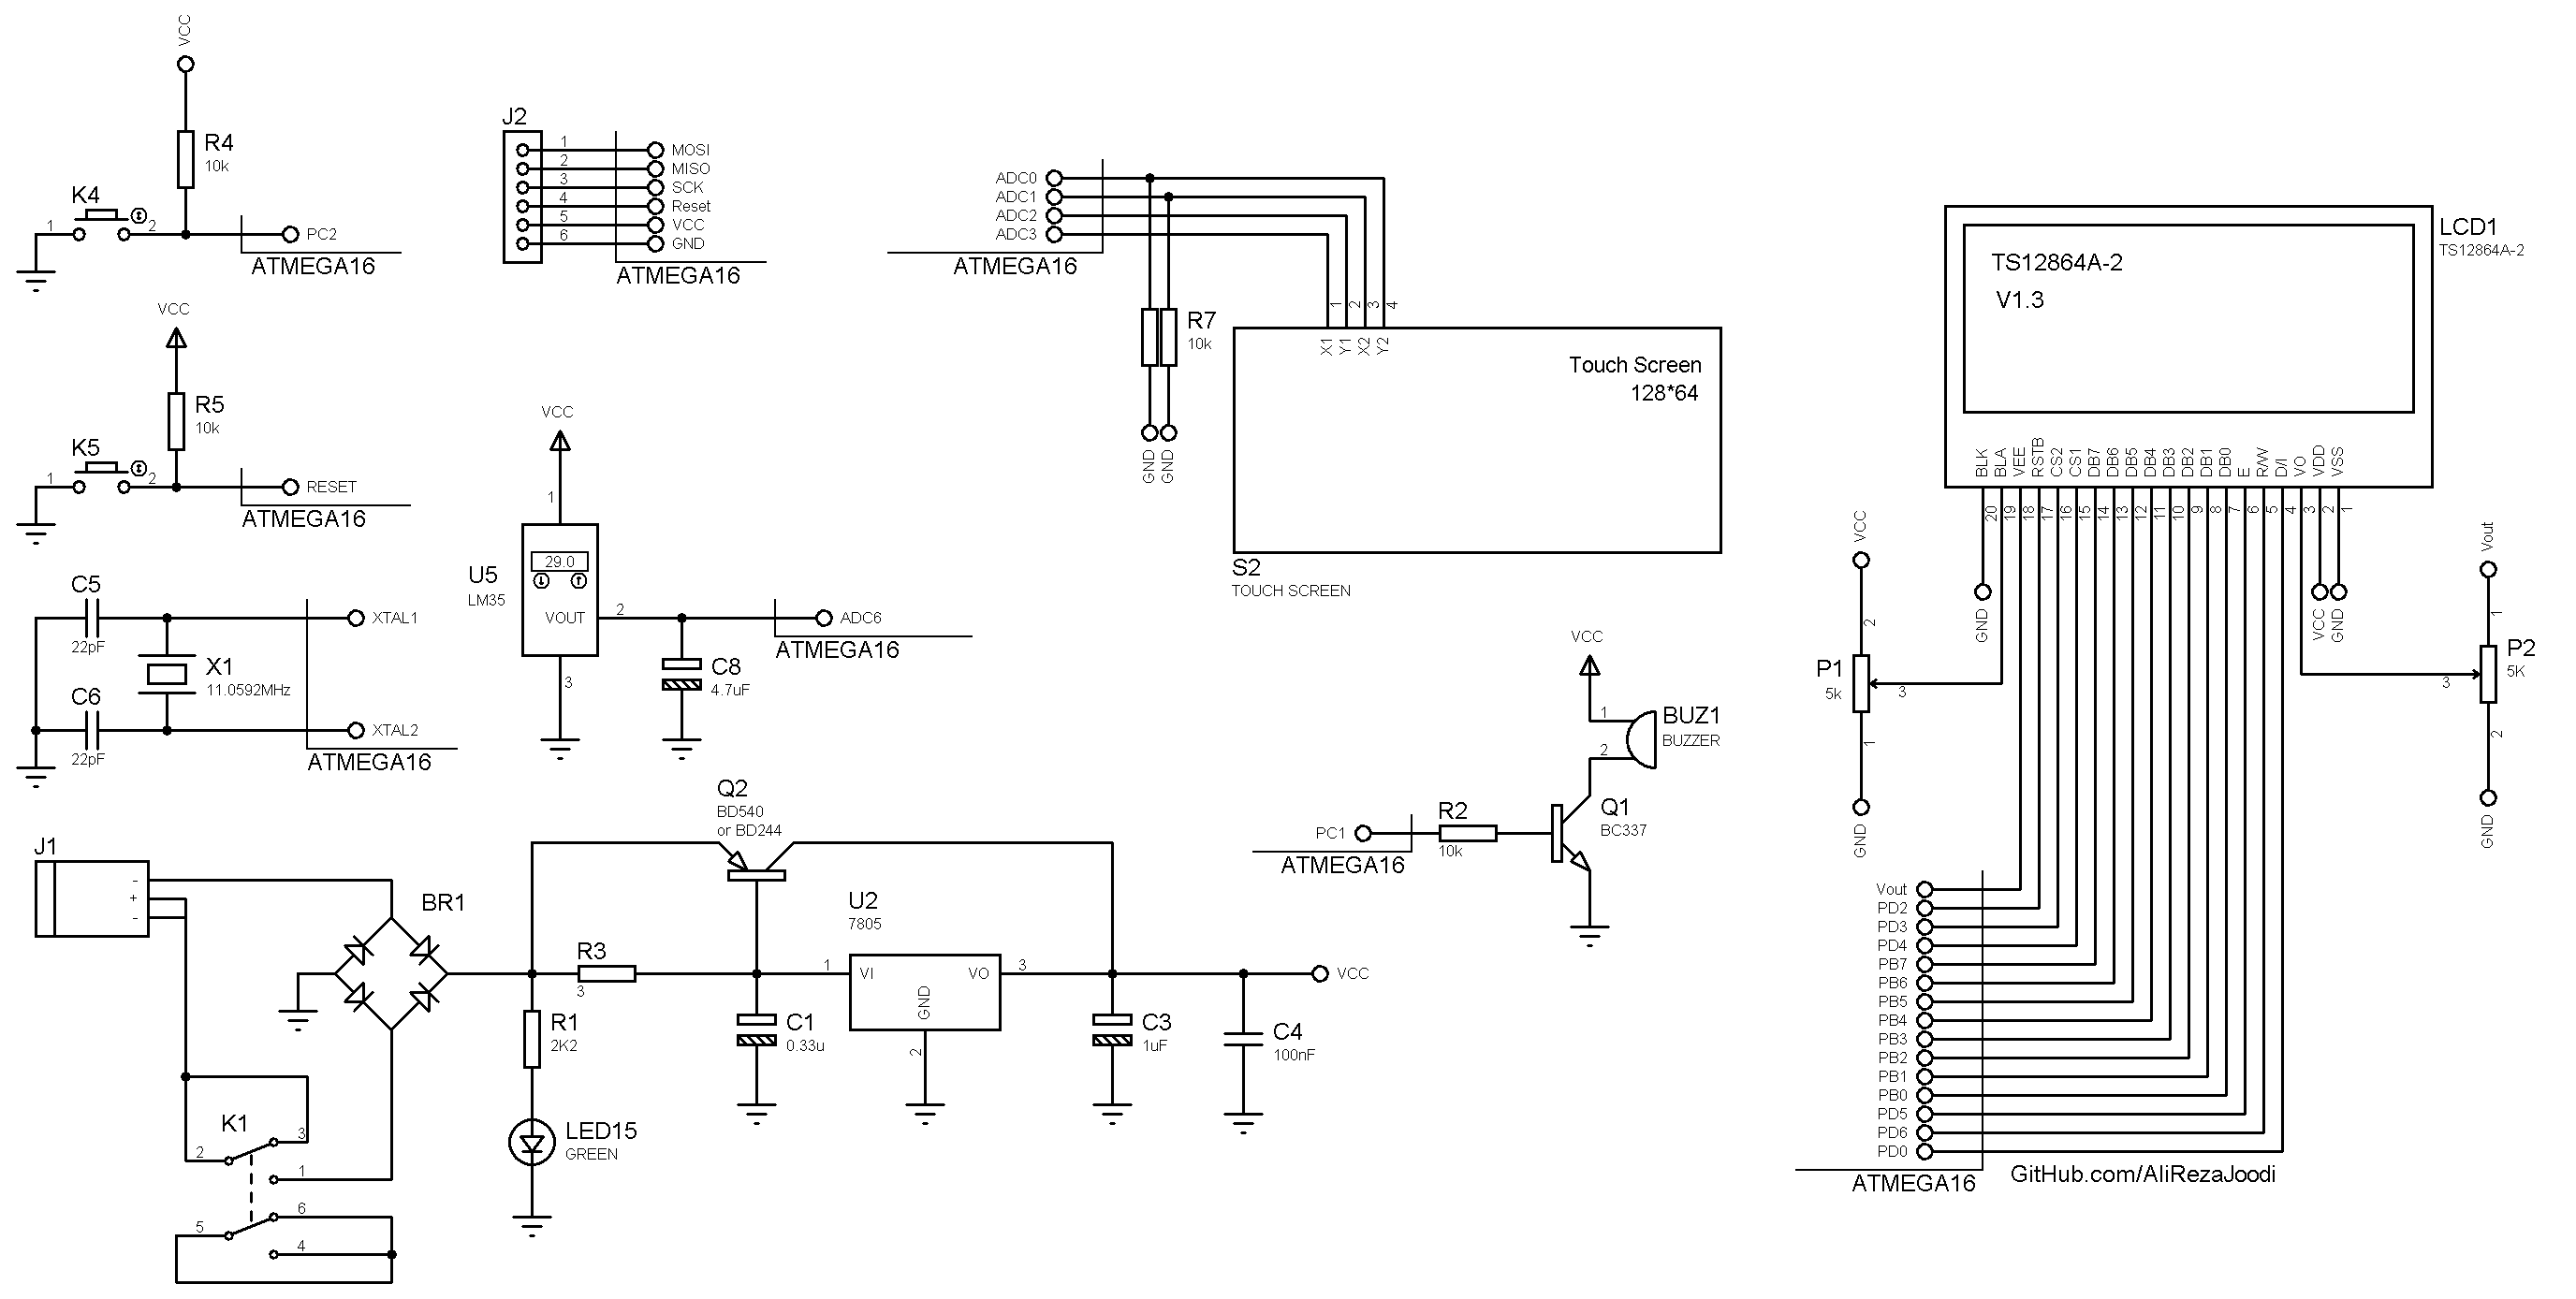 VCC
R4
10k
K4
1
2
PC2
ATMEGA16
VCC
R5
10k
K5
1
2
RESET
ATMEGA16
C5
22pF
X1
11.0592MHz
C6
22pF
XTAL1
XTAL2
ATMEGA16
J2
1 MOSI
2 MISO
3 SCK
4 Reset
5 VCC
6 GND
ATMEGA16
VCC
1
U5
LM35
29.0
VOUT
2
3
C8
4.7uF
ADC6
ATMEGA16
ADC0
ADC1
ADC2
ADC3
ATMEGA16
R7
10k
GND
GND
1
2
3
4
X1
Y1
X2
Y2
Touch Screen
128*64
S2
TOUCH SCREEN
VCC
1
2
BUZ1
BUZZER
Q1
BC337
R2
10k
PC1
ATMEGA16
J1
-
+
-
BR1
K1
2
3
1
5
6
4
Q2
BD540
or BD244
R3
3
R1
2K2
LED15
GREEN
C1
0.33u
U2
7805
1
VI
VO
3
GND
2
C3
1uF
C4
100nF
VCC
LCD1
TS12864A-2
TS12864A-2
V1.3
BLK
BLA
VEE
RSTB
CS2
CS1
DB7
DB6
DB5
DB4
DB3
DB2
DB1
DB0
E
R/W
D/I
VO
VDD
VSS
20
19
18
17
16
15
14
13
12
11
10
9
8
7
6
5
4
3
2
1
GND
VCC
GND
VCC
2
P1
5k
3
1
GND
Vout
1
P2
5K
3
2
GND
Vout
PD2
PD3
PD4
PB7
PB6
PB5
PB4
PB3
PB2
PB1
PB0
PD5
PD6
PD0
ATMEGA16
GitHub.com/AliRezaJoodi